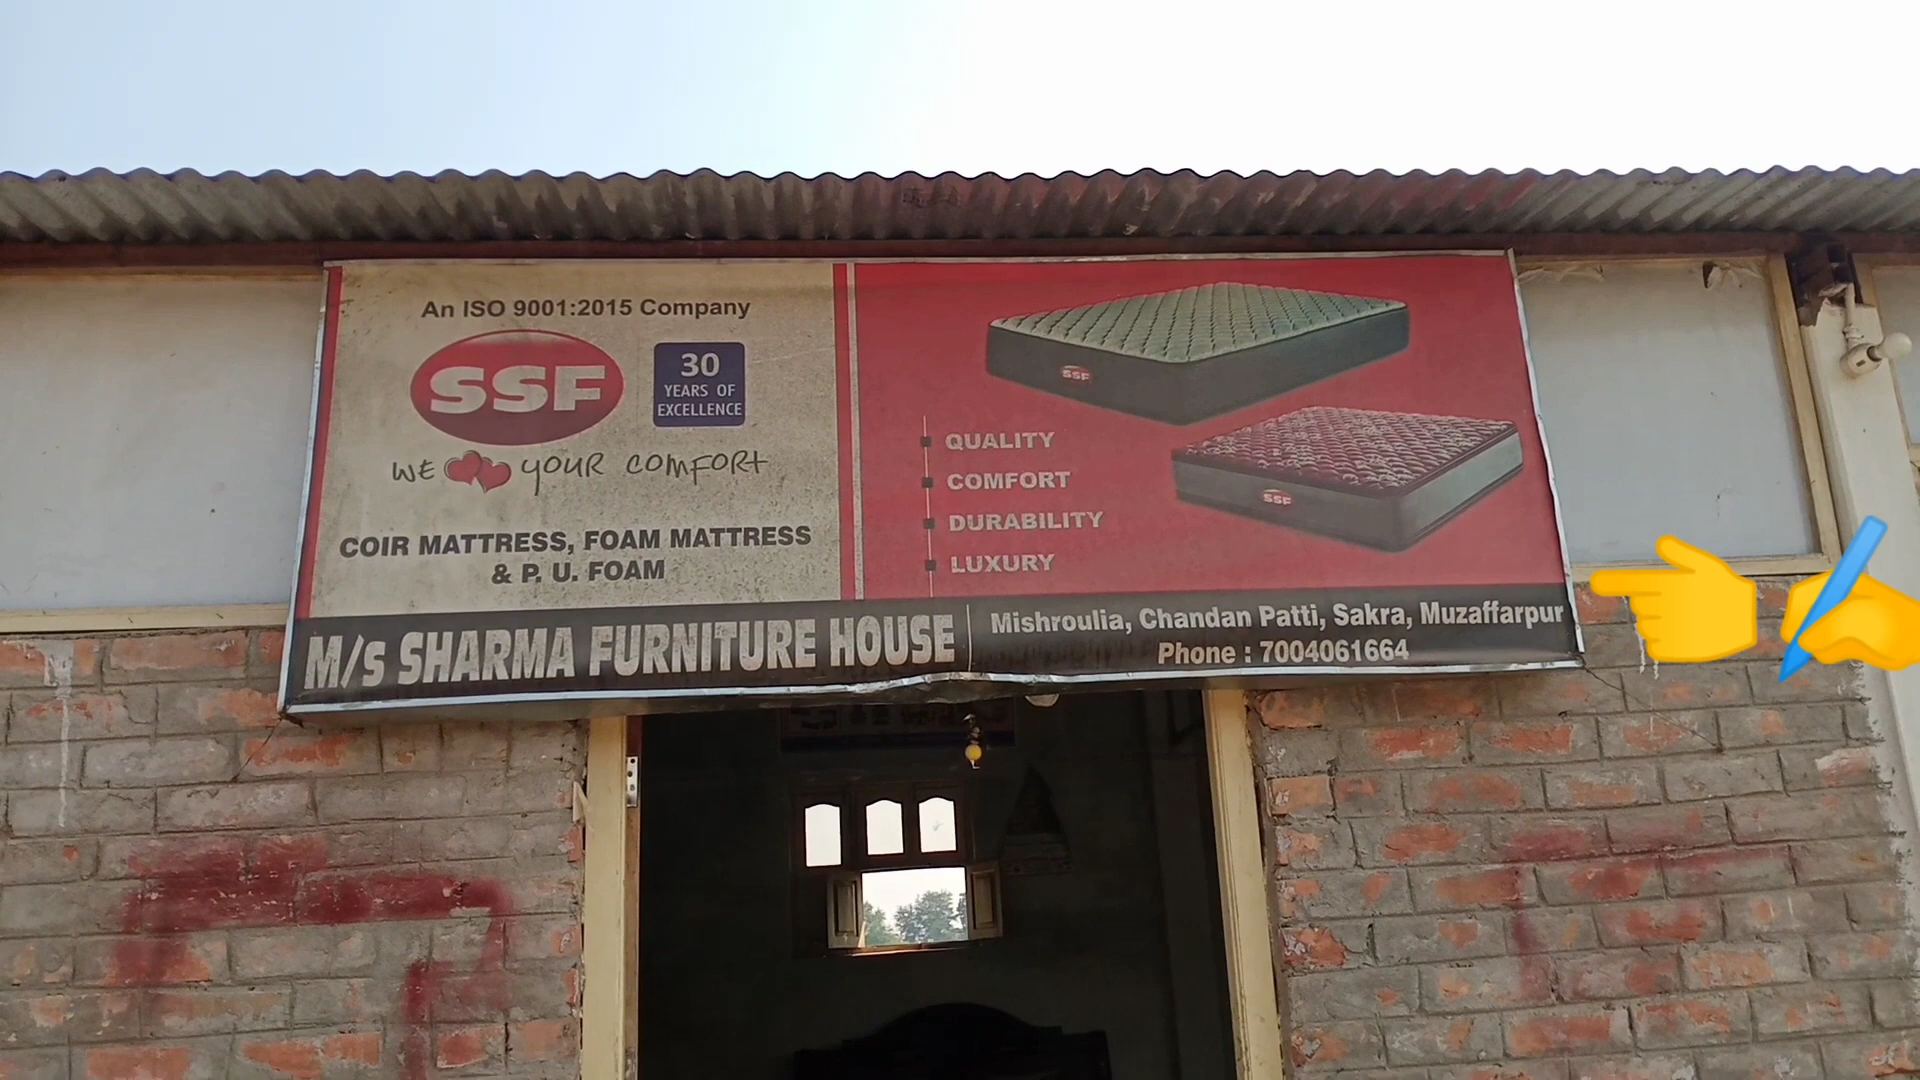 An ISO 9001:2015 Company
SSF
30
YEARS OF
EXCELLENCE
WE YOUR COMFORT
COIR MATTRESS, FOAM MATTRESS
& P. U. FOAM
SSF
SSF
QUALITY
COMFORT
DURABILITY
LUXURY
M/s SHARMA FURNITURE HOUSE
Mishroulia, Chandan Patti, Sakra, Muzaffarpur
Phone : 7004061664